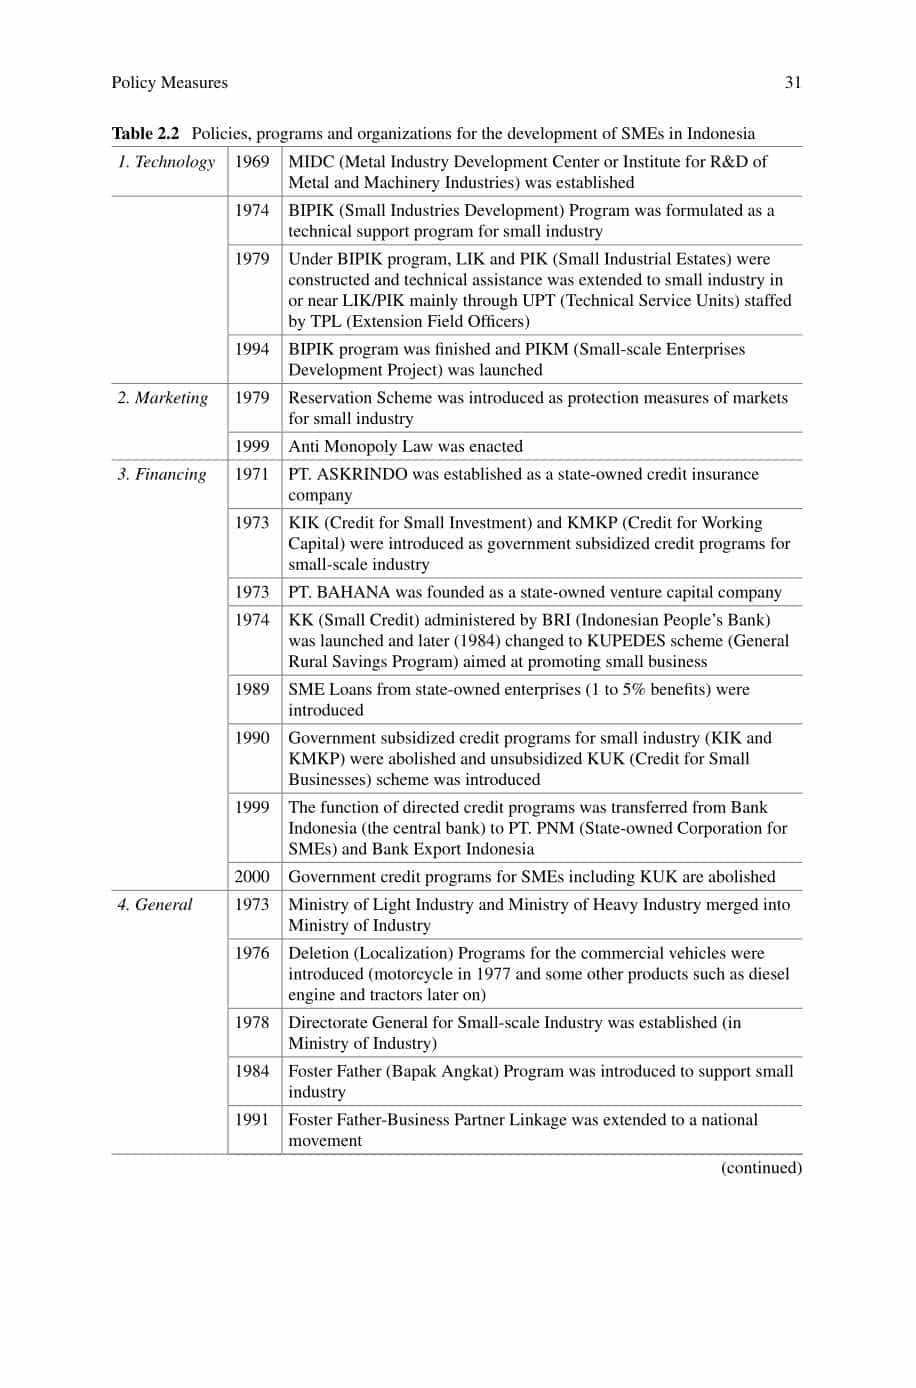 Policy Measures 31
Table 2.2 Policies, programs and organizations for the development of SMEs in Indonesia
1. Technology 1969 MIDC (Metal Industry Development Center or Institute for R&D of
Metal and Machinery Industries) was established
1974 BIPIK (Small Industries Development) Program was formulated as a
technical support program for small industry
1979 Under BIPIK program, LIK and PIK (Small Industrial Estates) were
constructed and technical assistance was extended to small industry in
or near LIK/PIK mainly through UPT (Technical Service Units) staffed
by TPL (Extension Field Officers)
1994 BIPIK program was finished and PIKM (Small-scale Enterprises
Development Project) was launched
2. Marketing 1979 Reservation Scheme was introduced as protection measures of markets
for small industry
1999 Anti Monopoly Law was enacted
3. Financing 1971 PT. ASKRINDO was established as a state-owned credit insurance
company
1973 KIK (Credit for Small Investment) and KMKP (Credit for Working
Capital) were introduced as government subsidized credit programs for
small-scale industry
1973 PT. BAHANA was founded as a state-owned venture capital company
1974 KK (Small Credit) administered by BRI (Indonesian People's Bank)
was launched and later (1984) changed to KUPEDES scheme (General
Rural Savings Program) aimed at promoting small business
1989 SME Loans from state-owned enterprises (1 to 5% benefits) were
introduced
1990 Government subsidized credit programs for small industry (KIK and
KMKP) were abolished and unsubsidized KUK (Credit for Small
Businesses) scheme was introduced
1999 The function of directed credit programs was transferred from Bank
Indonesia (the central bank) to PT. PNM (State-owned Corporation for
SMEs) and Bank Export Indonesia
2000 Government credit programs for SMEs including KUK are abolished
4. General 1973 Ministry of Light Industry and Ministry of Heavy Industry merged into
Ministry of Industry
1976 Deletion (Localization) Programs for the commercial vehicles were
introduced (motorcycle in 1977 and some other products such as diesel
engine and tractors later on)
1978 Directorate General for Small-scale Industry was established (in
Ministry of Industry)
1984 Foster Father (Bapak Angkat) Program was introduced to support small
industry
1991 Foster Father-Business Partner Linkage was extended to a national
movement
(continued)